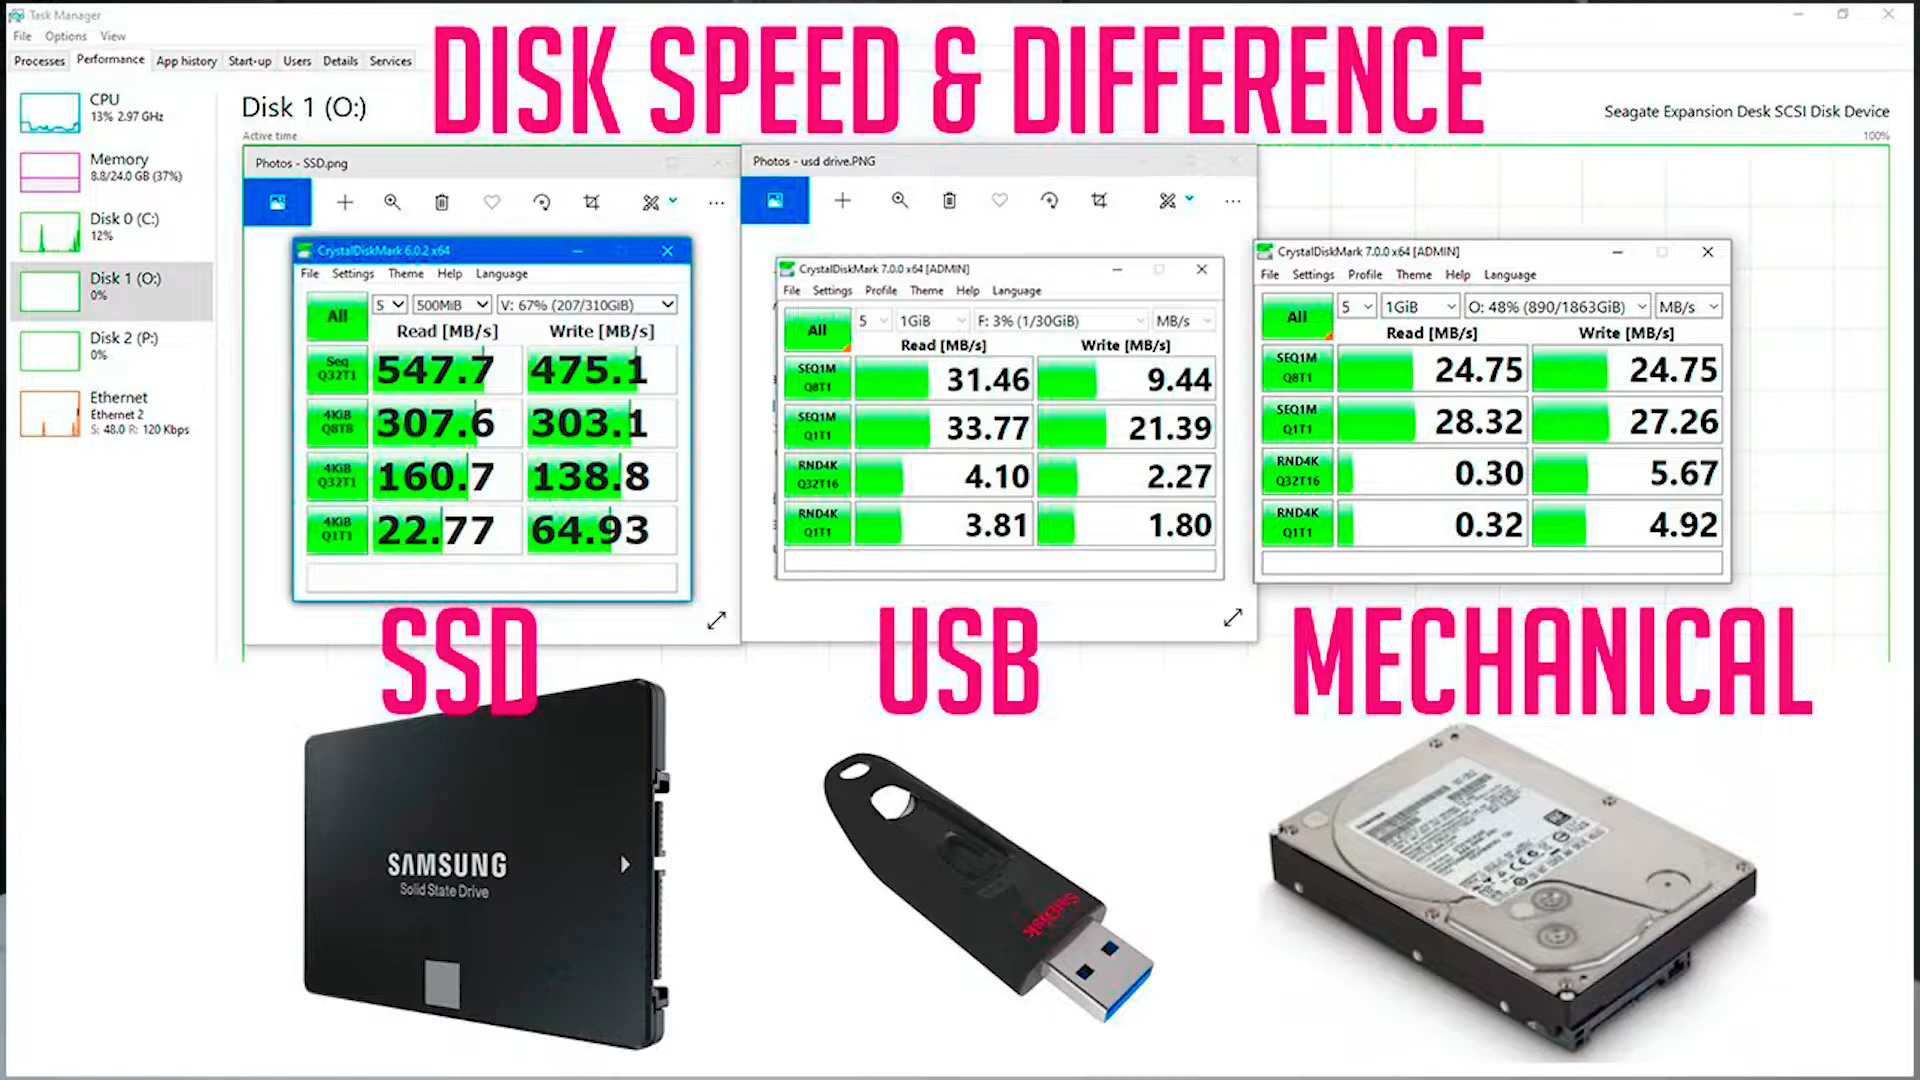 Task Manager
File Options View
Processes Performance App history Start-up Users Details Services
DISK SPEED & DIFFERENCE
CPU
13% 2.97 GHz
Memory
8.8/24.0 GB (37%)
Disk 0 (C:)
12%
Disk 1 (O:)
0%
Disk 2 (P:)
0%
Ethernet
Ethernet 2
S: 48.0 R: 120 Kbps
Disk 1 (O:)
Seagate Expansion Desk SCSI Disk Device
Active time
100%
Photos - SSD.png
CrystalDiskMark 6.0.2 x64
File Settings Theme Help Language
All 5 500MiB V: 67% (207/310GiB)
Read [MB/s] Write [MB/s]
Seq Q32T1 547.7 475.1
4KiB Q8T8 307.6 303.1
4KiB Q32T1 160.7 138.8
4KiB Q1T1 22.77 64.93
Photos - usd drive.PNG
CrystalDiskMark 7.0.0 x64 [ADMIN]
File Settings Profile Theme Help Language
All 5 1GiB F: 3% (1/30GiB) MB/s
Read [MB/s] Write [MB/s]
SEQ1M Q8T1 31.46 9.44
SEQ1M Q1T1 33.77 21.39
RND4K Q32T16 4.10 2.27
RND4K Q1T1 3.81 1.80
CrystalDiskMark 7.0.0 x64 [ADMIN]
File Settings Profile Theme Help Language
All 5 1GiB O: 48% (890/1863GiB) MB/s
Read [MB/s] Write [MB/s]
SEQ1M Q8T1 24.75 24.75
SEQ1M Q1T1 28.32 27.26
RND4K Q32T16 0.30 5.67
RND4K Q1T1 0.32 4.92
SSD
USB
MECHANICAL
SAMSUNG
Solid State Drive
SanDisk